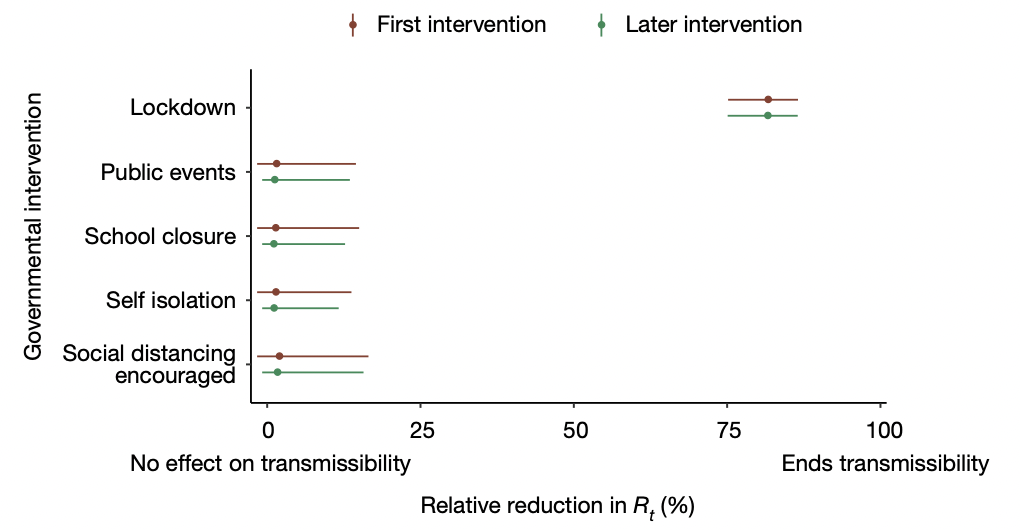 First intervention
Later intervention
Governmental intervention
Lockdown
Public events
School closure
Self isolation
Social distancing
encouraged
0 25 50 75 100
No effect on transmissibility Ends transmissibility
Relative reduction in Rt (%)